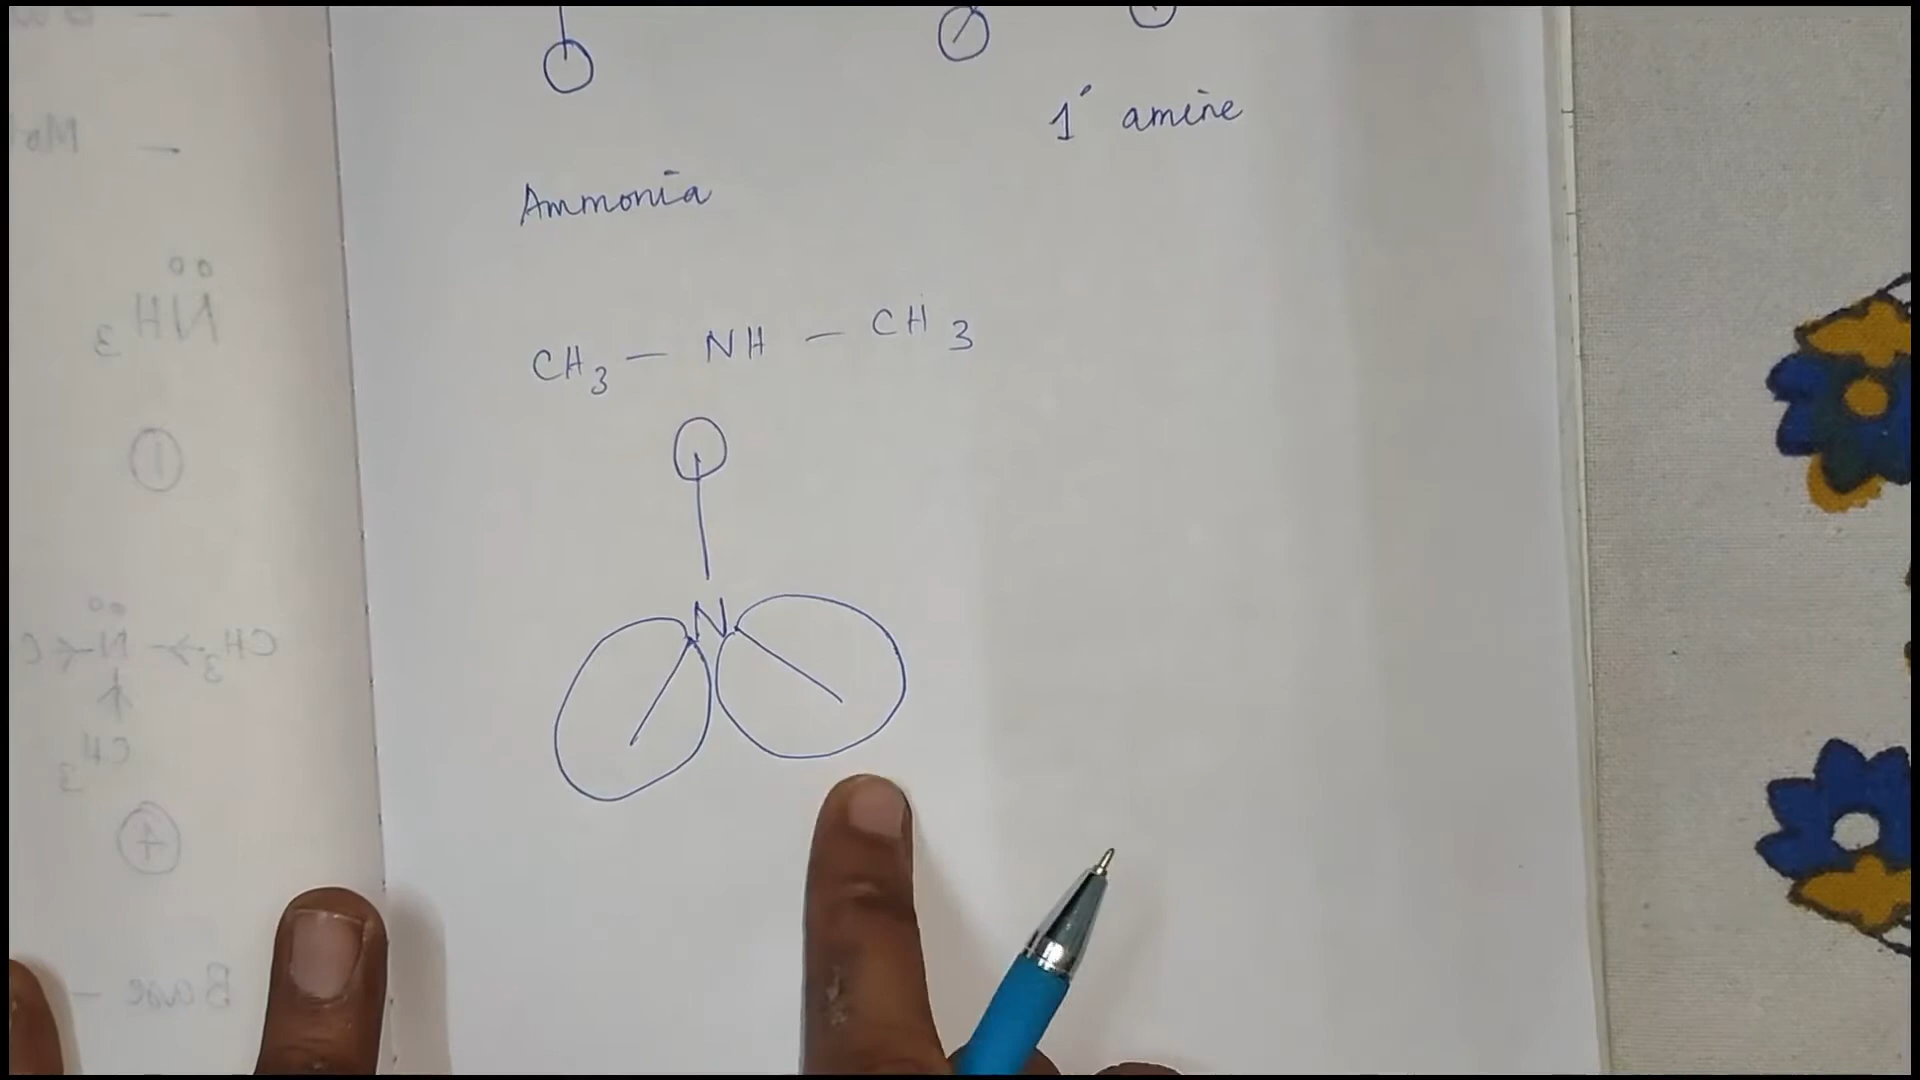 1° amine
Ammonia
CH₃ — NH — CH₃
N